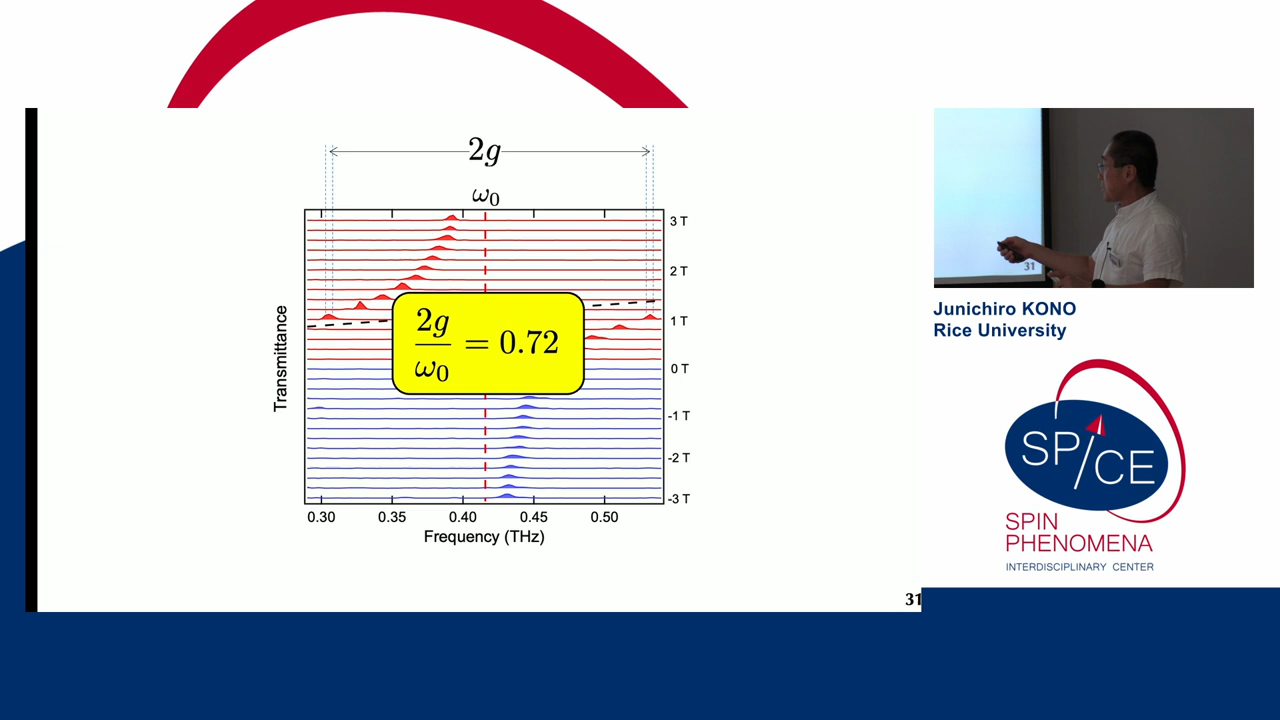 2g
ω0
3 T
2 T
1 T
0 T
-1 T
-2 T
-3 T
Transmittance
2g/ω0 = 0.72
0.30 0.35 0.40 0.45 0.50
Frequency (THz)
31
31
Junichiro KONO
Rice University
SP/CE
SPIN
PHENOMENA
INTERDISCIPLINARY CENTER